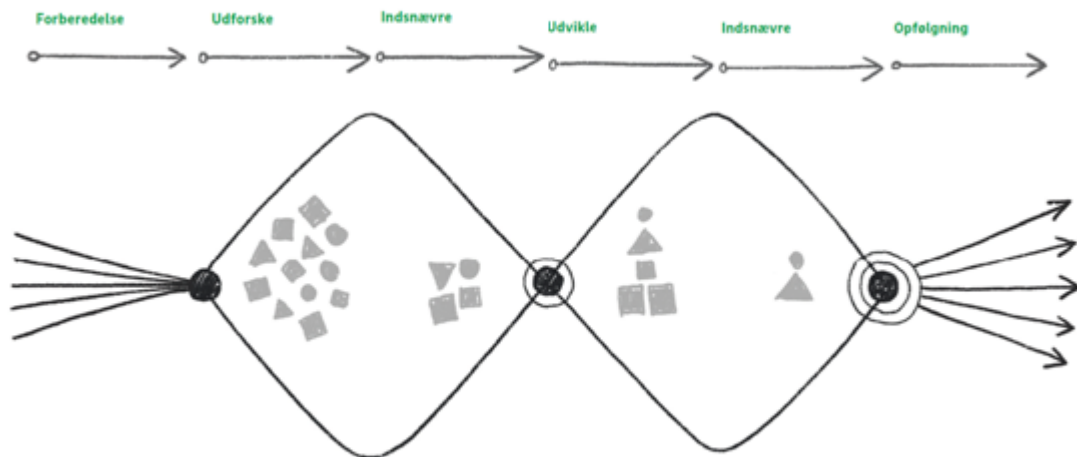 Forberedelse
Udforske
Indsnævre
Udvikle
Indsnævre
Opfølgning